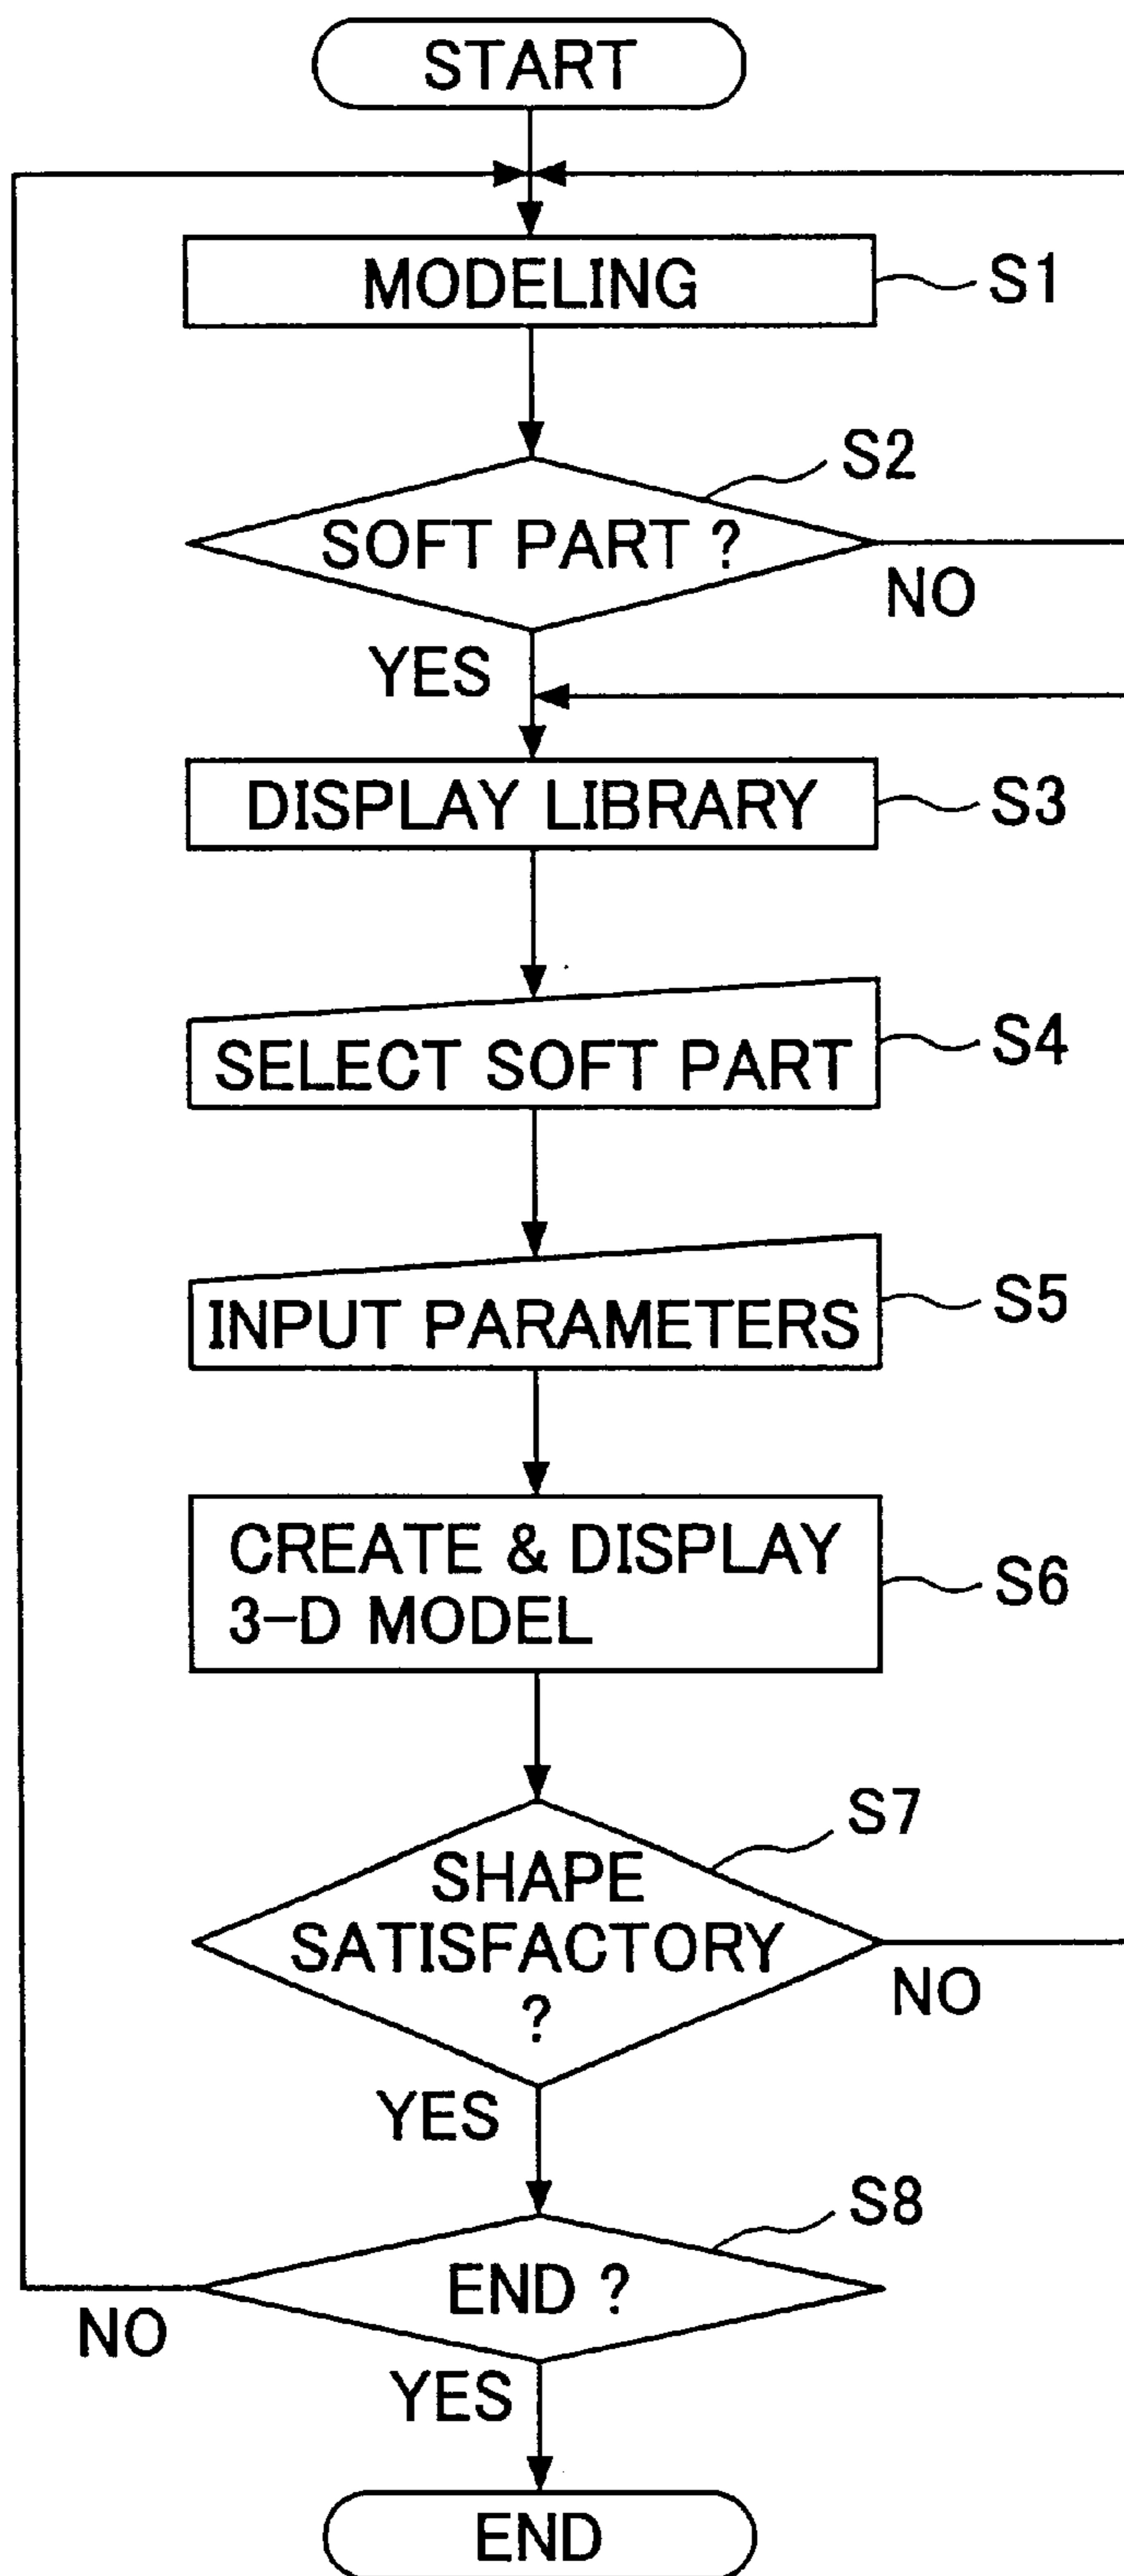 START
MODELING
S1
S2
SOFT PART ?
NO
YES
DISPLAY LIBRARY
S3
SELECT SOFT PART
S4
INPUT PARAMETERS
S5
CREATE & DISPLAY
3-D MODEL
S6
S7
SHAPE
SATISFACTORY
?
NO
YES
S8
END ?
NO
YES
END